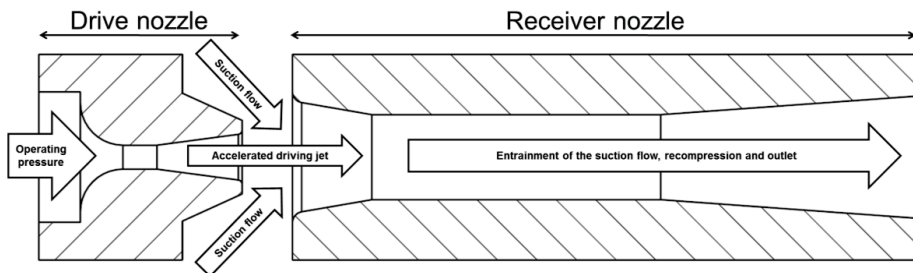 Drive nozzle
Receiver nozzle
Suction flow
Operating
pressure
Accelerated driving jet
Entrainment of the suction flow, recompression and outlet
Suction flow